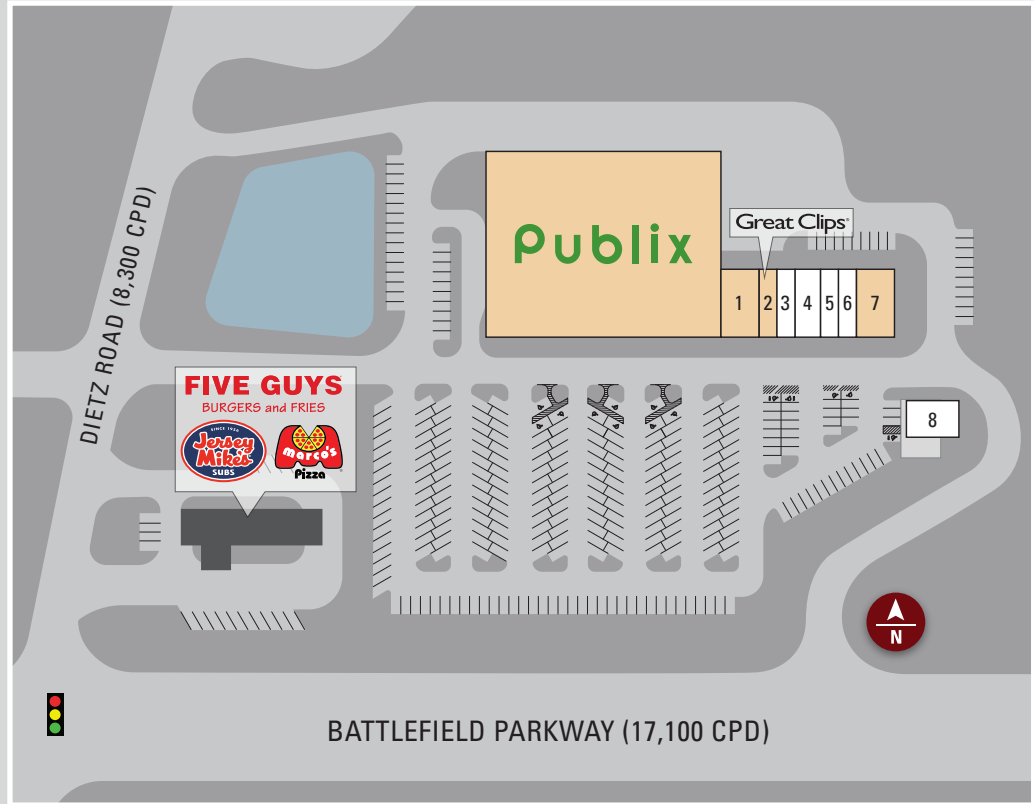 Publix
Great Clips®
1 2 3 4 5 6 7
DIETZ ROAD (8,300 CPD)
FIVE GUYS
BURGERS and FRIES
SINCE 1956
Jersey
Mike's
SUBS
marco's
Pizza
8
N
BATTLEFIELD PARKWAY (17,100 CPD)